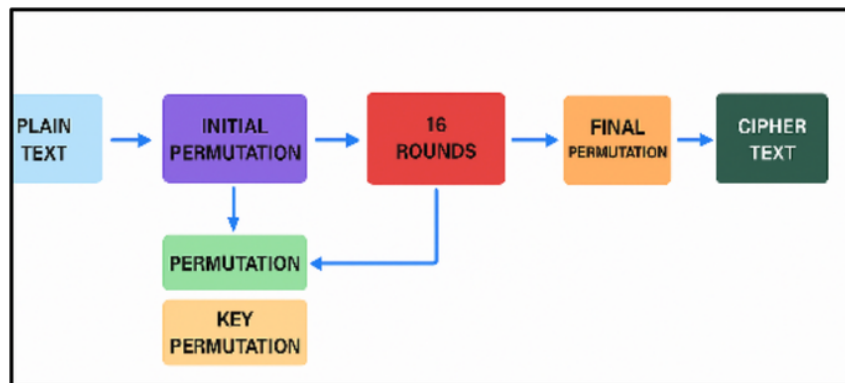 PLAIN
TEXT
INITIAL
PERMUTATION
16
ROUNDS
FINAL
PERMUTATION
CIPHER
TEXT
PERMUTATION
KEY
PERMUTATION